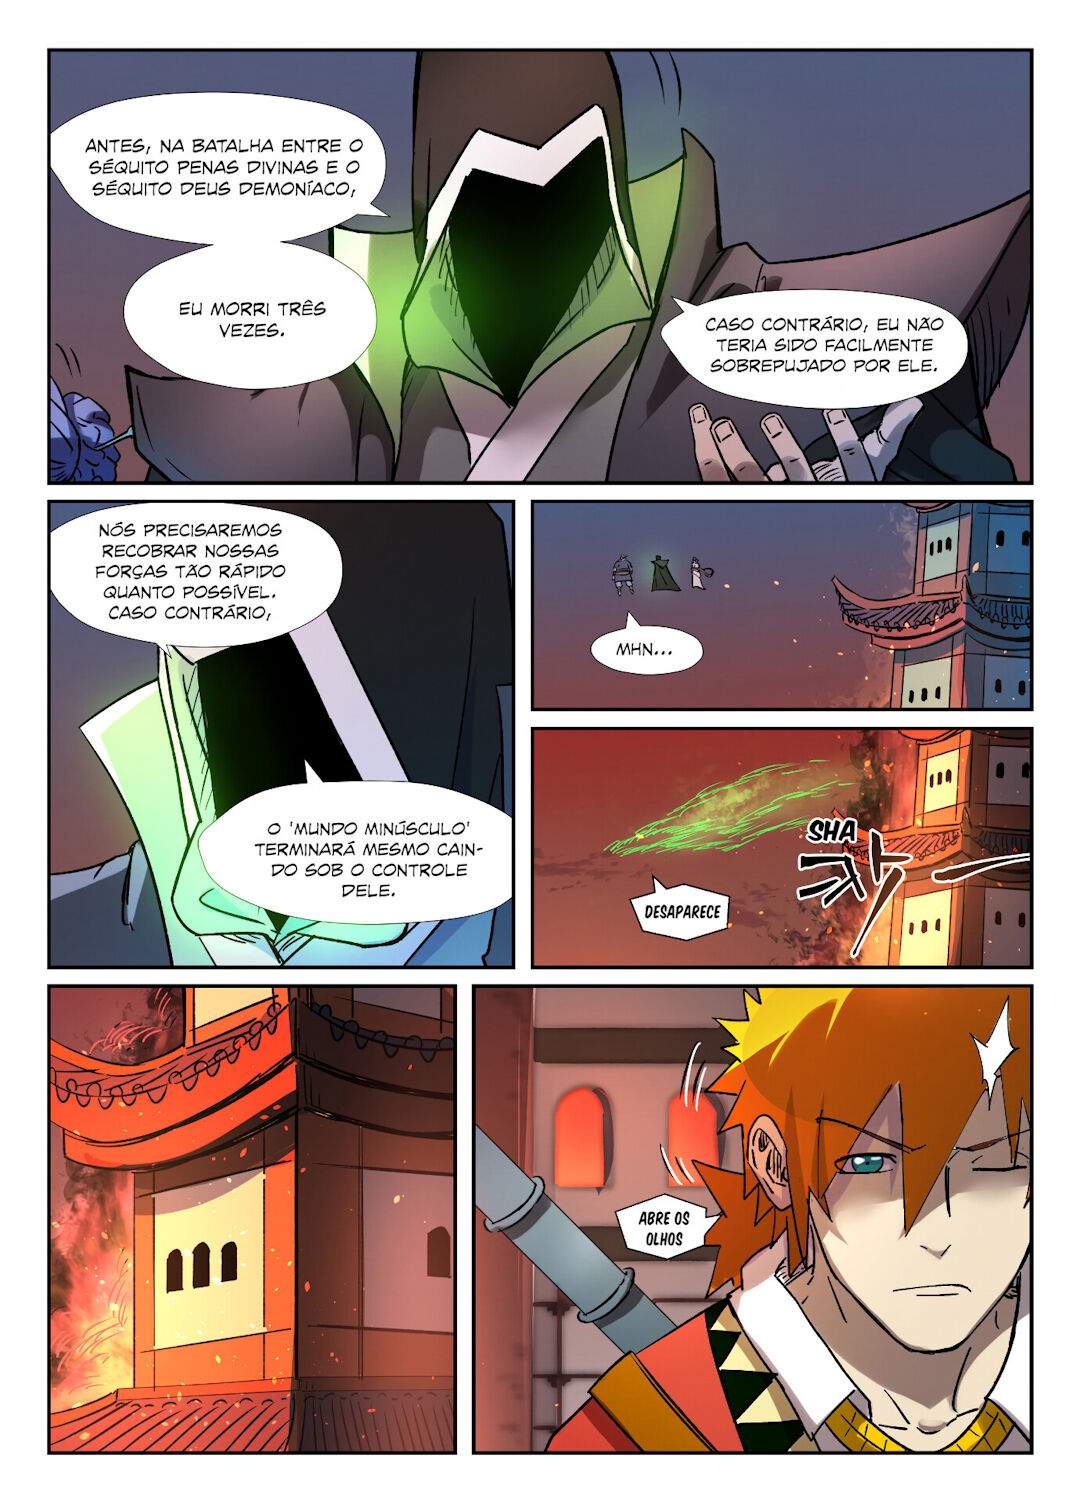 ANTES, NA BATALHA ENTRE O
SÉQUITO PENAS DIVINAS E O
SÉQUITO DEUS DEMONÍACO,
EU MORRI TRÊS
VEZES.
CASO CONTRÁRIO, EU NÃO
TERIA SIDO FACILMENTE
SOBREPUJADO POR ELE.
NÓS PRECISAREMOS
RECOBRAR NOSSAS
FORÇAS TÃO RÁPIDO
QUANTO POSSÍVEL.
CASO CONTRÁRIO,
O 'MUNDO MINÚSCULO'
TERMINARÁ MESMO CAIN-
DO SOB O CONTROLE
DELE.
MHN...
SHA
DESAPARECE
ABRE OS
OLHOS